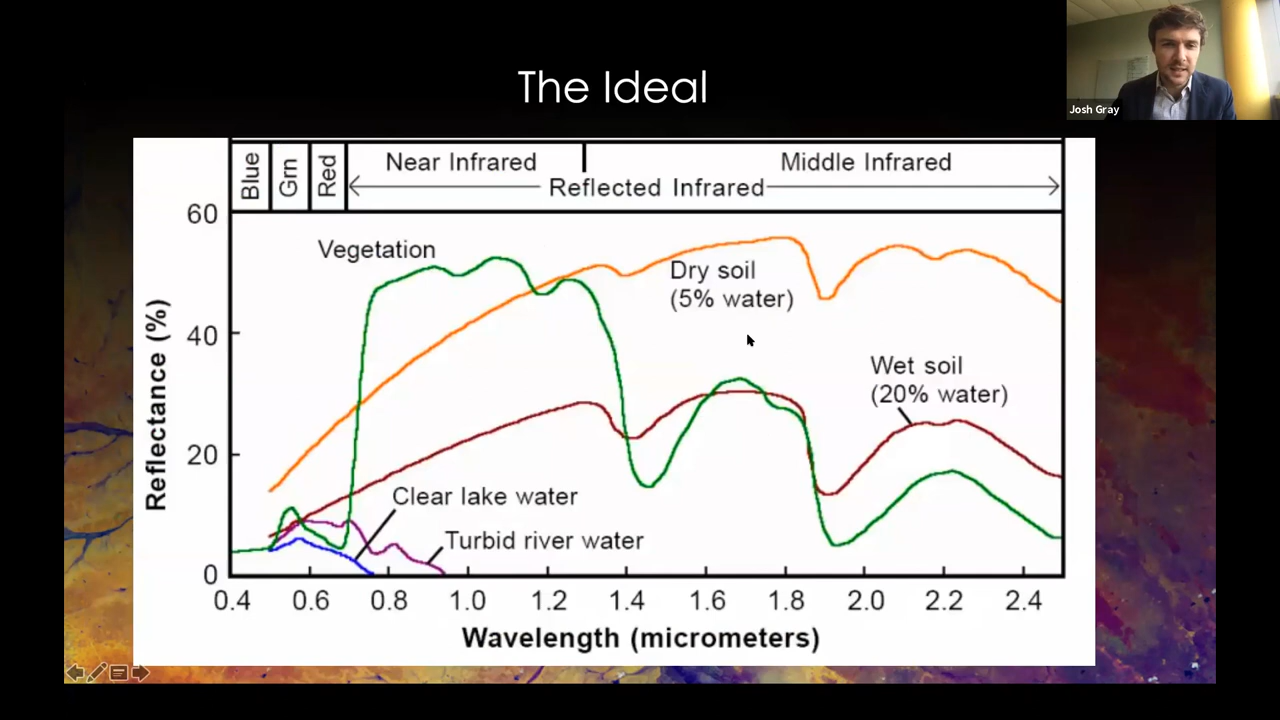 The Ideal
Josh Gray
Blue
Grn
Red
Near Infrared
Middle Infrared
Reflected Infrared
60
40
20
0
Reflectance (%)
Vegetation
Dry soil
(5% water)
Wet soil
(20% water)
Clear lake water
Turbid river water
0.4 0.6 0.8 1.0 1.2 1.4 1.6 1.8 2.0 2.2 2.4
Wavelength (micrometers)